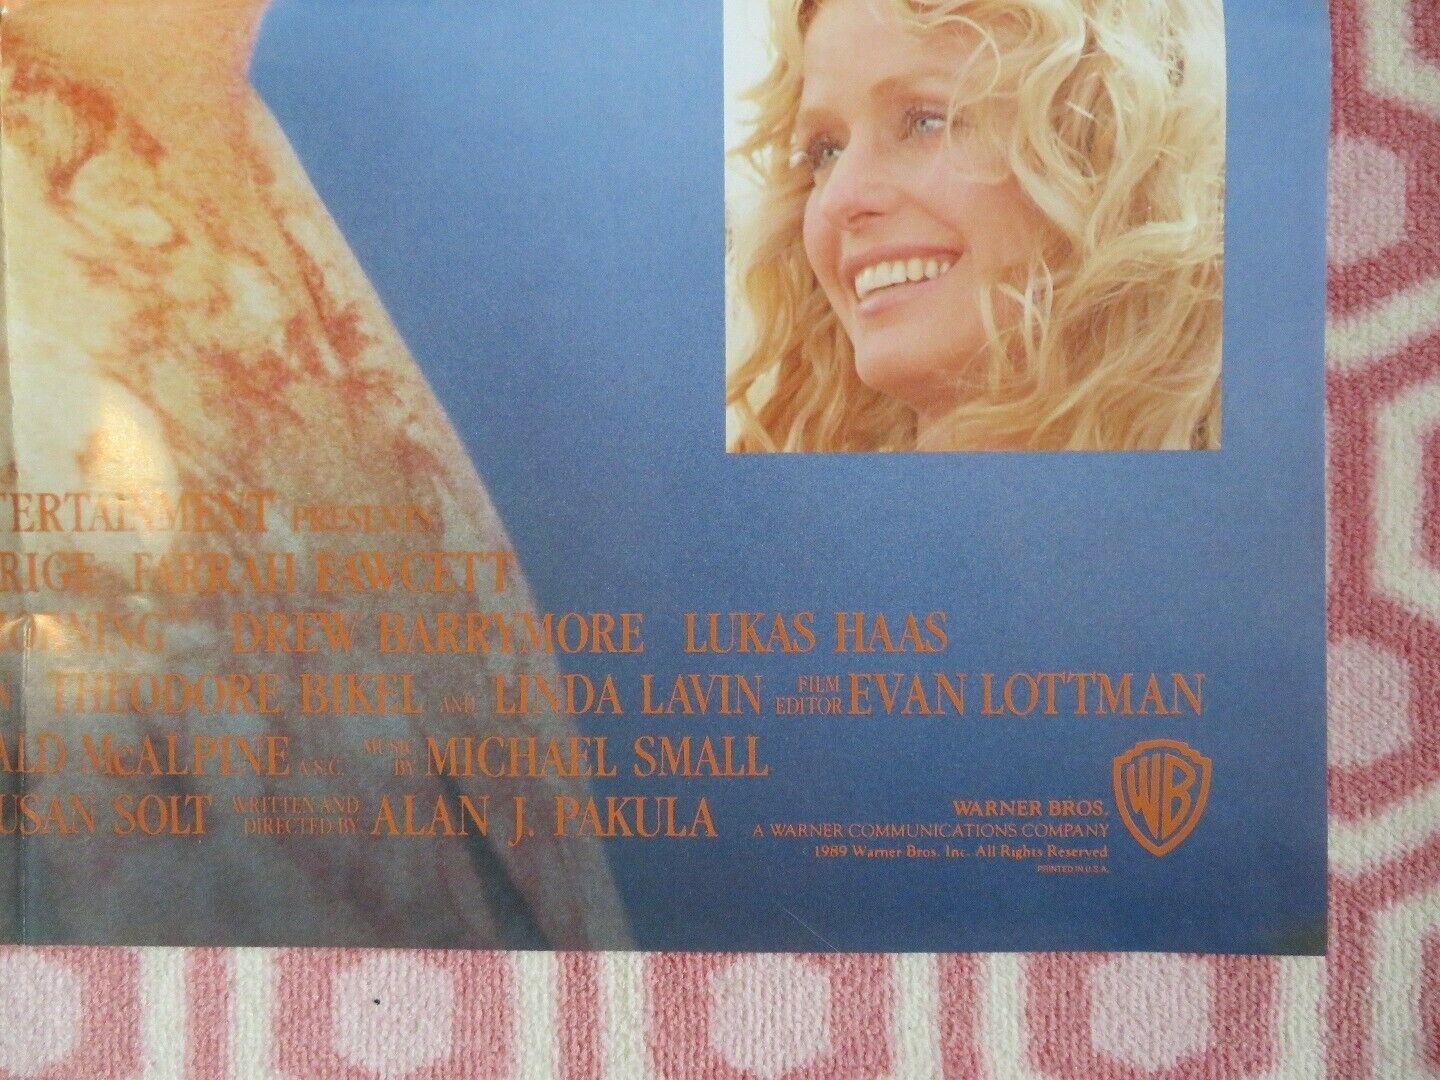 TERTAINMENT PRESENTS
RIGE FARRAH FAWCETT
ORNING" DREW BARRYMORE LUKAS HAAS
N THEODORE BIKEL AND LINDA LAVIN FILM EDITOR EVAN LOTTMAN
ALD McALPINE A.S.C. MUSIC BY MICHAEL SMALL
USAN SOLT WRITTEN AND DIRECTED BY ALAN J. PAKULA
WB
WARNER BROS.
A WARNER COMMUNICATIONS COMPANY
1989 Warner Bros. Inc. All Rights Reserved
PRINTED IN U.S.A.